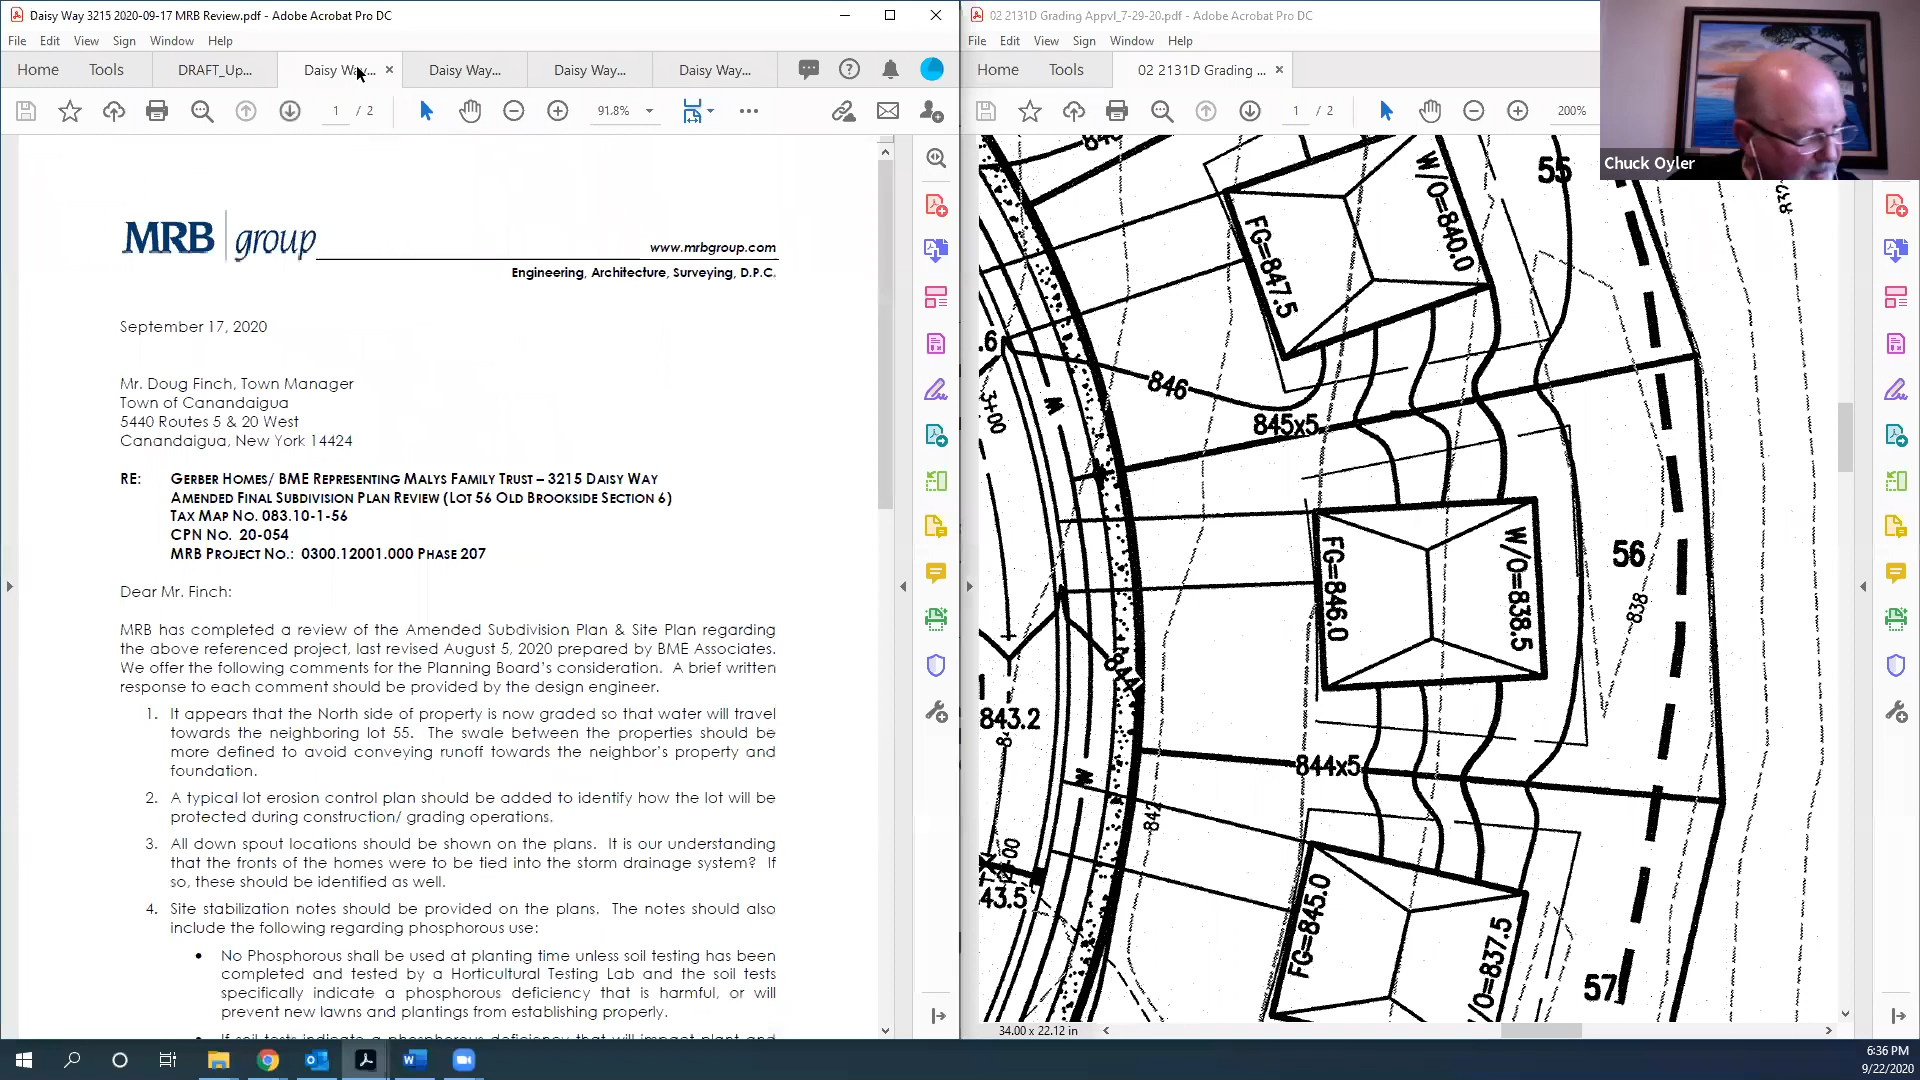 Daisy Way 3215 2020-09-17 MRB Review.pdf - Adobe Acrobat Pro DC
File Edit View Sign Window Help
Home Tools DRAFT_Up... Daisy Way... Daisy Way... Daisy Way... Daisy Way...
1 / 2 91.8%
MRB group
www.mrbgroup.com
Engineering, Architecture, Surveying, D.P.C.
September 17, 2020
Mr. Doug Finch, Town Manager
Town of Canandaigua
5440 Routes 5 & 20 West
Canandaigua, New York 14424
RE: GERBER HOMES/ BME REPRESENTING MALYS FAMILY TRUST – 3215 DAISY WAY
AMENDED FINAL SUBDIVISION PLAN REVIEW (LOT 56 OLD BROOKSIDE SECTION 6)
TAX MAP NO. 083.10-1-56
CPN NO. 20-054
MRB PROJECT NO.: 0300.12001.000 PHASE 207
Dear Mr. Finch:
MRB has completed a review of the Amended Subdivision Plan & Site Plan regarding
the above referenced project, last revised August 5, 2020 prepared by BME Associates.
We offer the following comments for the Planning Board's consideration. A brief written
response to each comment should be provided by the design engineer.
1. It appears that the North side of property is now graded so that water will travel
towards the neighboring lot 55. The swale between the properties should be
more defined to avoid conveying runoff towards the neighbor's property and
foundation.
2. A typical lot erosion control plan should be added to identify how the lot will be
protected during construction/ grading operations.
3. All down spout locations should be shown on the plans. It is our understanding
that the fronts of the homes were to be tied into the storm drainage system? If
so, these should be identified as well.
4. Site stabilization notes should be provided on the plans. The notes should also
include the following regarding phosphorous use:
• No Phosphorous shall be used at planting time unless soil testing has been
completed and tested by a Horticultural Testing Lab and the soil tests
specifically indicate a phosphorous deficiency that is harmful, or will
prevent new lawns and plantings from establishing properly.
• If soil tests indicate a phosphorous deficiency that will impact plant and
02 2131D Grading Appvl_7-29-20.pdf - Adobe Acrobat Pro DC
File Edit View Sign Window Help
Home Tools 02 2131D Grading ...
1 / 2 200%
Chuck Oyler
55
W/O=840.0
FG=847.5
.6
3+00
W
846
845x5
56
W/O=838.5
FG=846.0
838
844
843.2
844x5
W
842
43.5
FG=845.0
/O=837.5
57
34.00 x 22.12 in
6:36 PM
9/22/2020